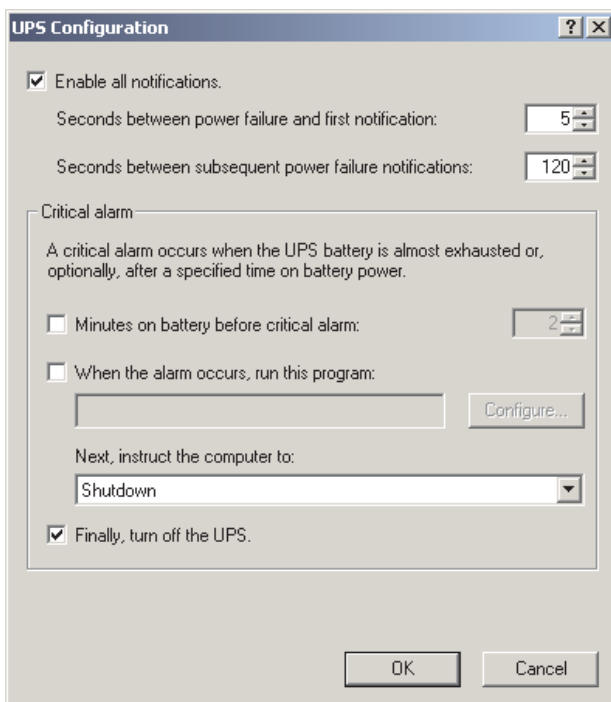 UPS Configuration
Enable all notifications.
Seconds between power failure and first notification: 5
Seconds between subsequent power failure notifications: 120
Critical alarm
A critical alarm occurs when the UPS battery is almost exhausted or,
optionally, after a specified time on battery power.
Minutes on battery before critical alarm: 2
When the alarm occurs, run this program:
Configure...
Next, instruct the computer to:
Shutdown
Finally, turn off the UPS.
OK Cancel